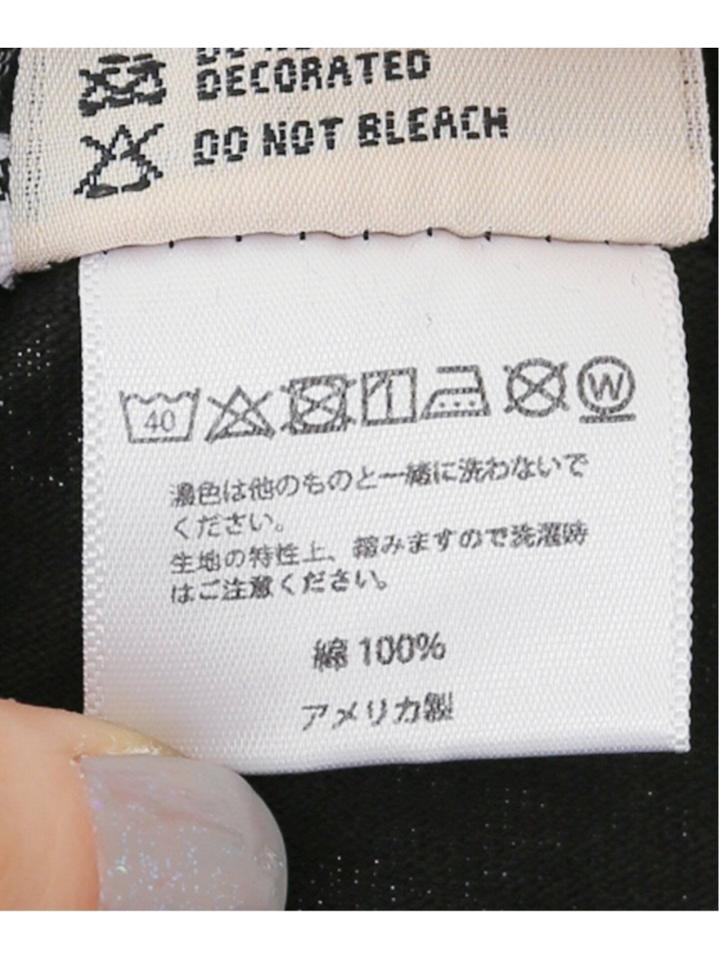 DECORATED
DO NOT BLEACH
40
W
濃色は他のものと一緒に洗わないで
ください。
生地の特性上、縮みますので洗濯時
はご注意ください。
綿 100%
アメリカ製